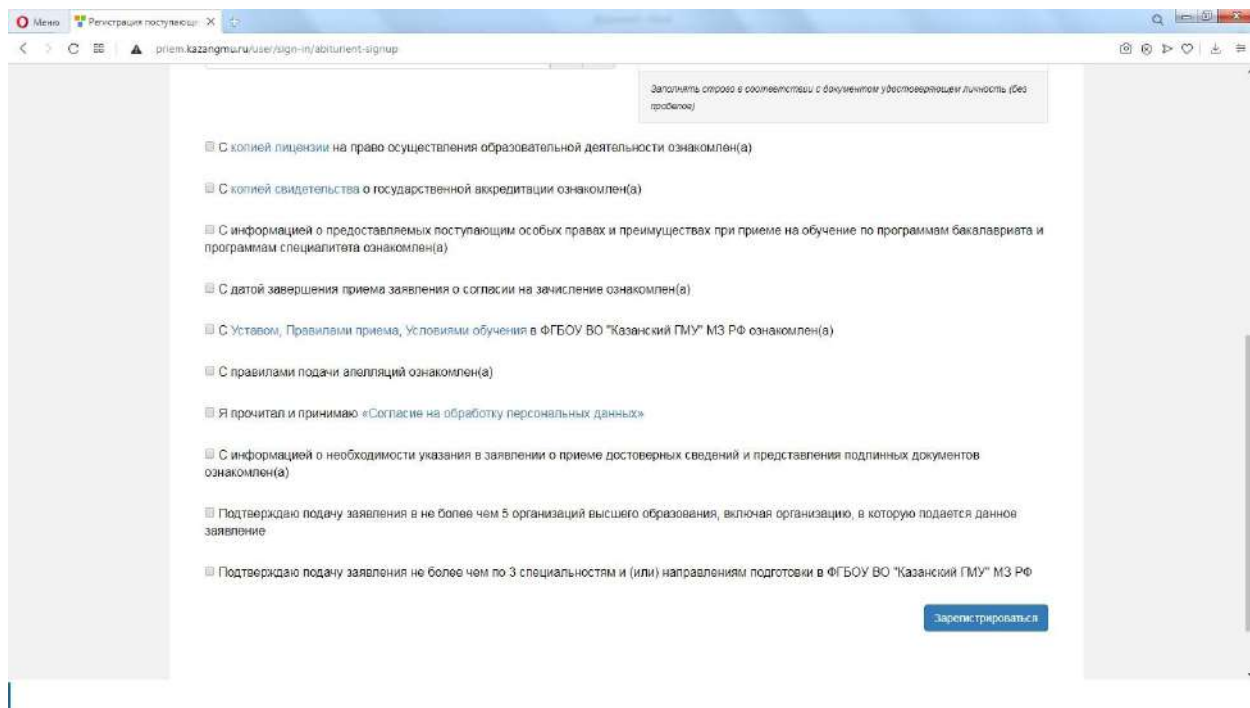 Меню
Регистрация поступающи
priem.kazangmu.ru/user/sign-in/abiturient-signup
Заполнять строго в соответствии с документом удостоверяющем личность (без
пробелов)
С копией лицензии на право осуществления образовательной деятельности ознакомлен(а)
С копией свидетельства о государственной аккредитации ознакомлен(а)
С информацией о предоставляемых поступающим особых правах и преимуществах при приеме на обучение по программам бакалавриата и
программам специалитета ознакомлен(а)
С датой завершения приема заявления о согласии на зачисление ознакомлен(а)
С Уставом, Правилами приема, Условиями обучения в ФГБОУ ВО "Казанский ГМУ" МЗ РФ ознакомлен(а)
С правилами подачи апелляций ознакомлен(а)
Я прочитал и принимаю «Согласие на обработку персональных данных»
С информацией о необходимости указания в заявлении о приеме достоверных сведений и представления подлинных документов
ознакомлен(а)
Подтверждаю подачу заявления в не более чем 5 организаций высшего образования, включая организацию, в которую подается данное
заявление
Подтверждаю подачу заявления не более чем по 3 специальностям и (или) направлениям подготовки в ФГБОУ ВО "Казанский ГМУ" МЗ РФ
Зарегистрироваться